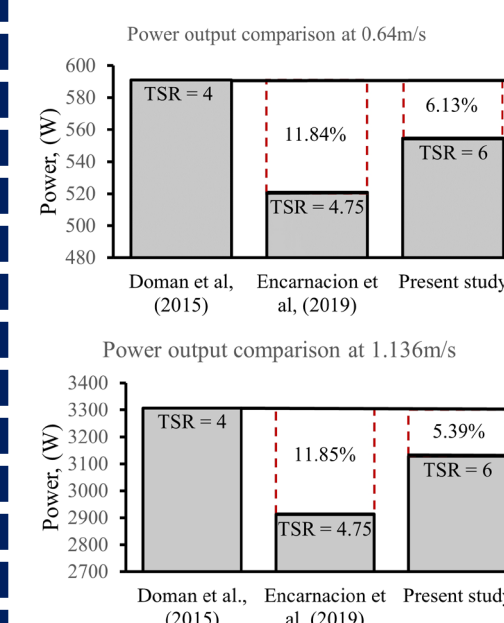 Power output comparison at 0.64m/s
Power, (W)
600
580
560
540
520
500
480
TSR = 4
11.84%
TSR = 4.75
6.13%
TSR = 6
Doman et al, (2015)
Encarnacion et al, (2019)
Present study
Power output comparison at 1.136m/s
Power, (W)
3400
3300
3200
3100
3000
2900
2800
2700
TSR = 4
11.85%
TSR = 4.75
5.39%
TSR = 6
Doman et al., (2015)
Encarnacion et al, (2019)
Present study